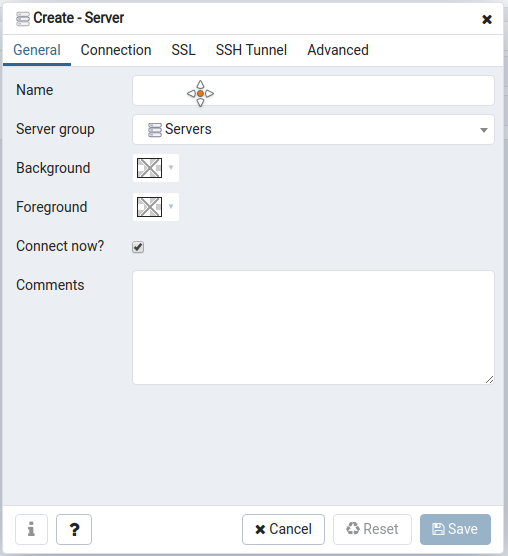 Create - Server
General Connection SSL SSH Tunnel Advanced
Name
Server group Servers
Background
Foreground
Connect now?
Comments
i ? Cancel Reset Save